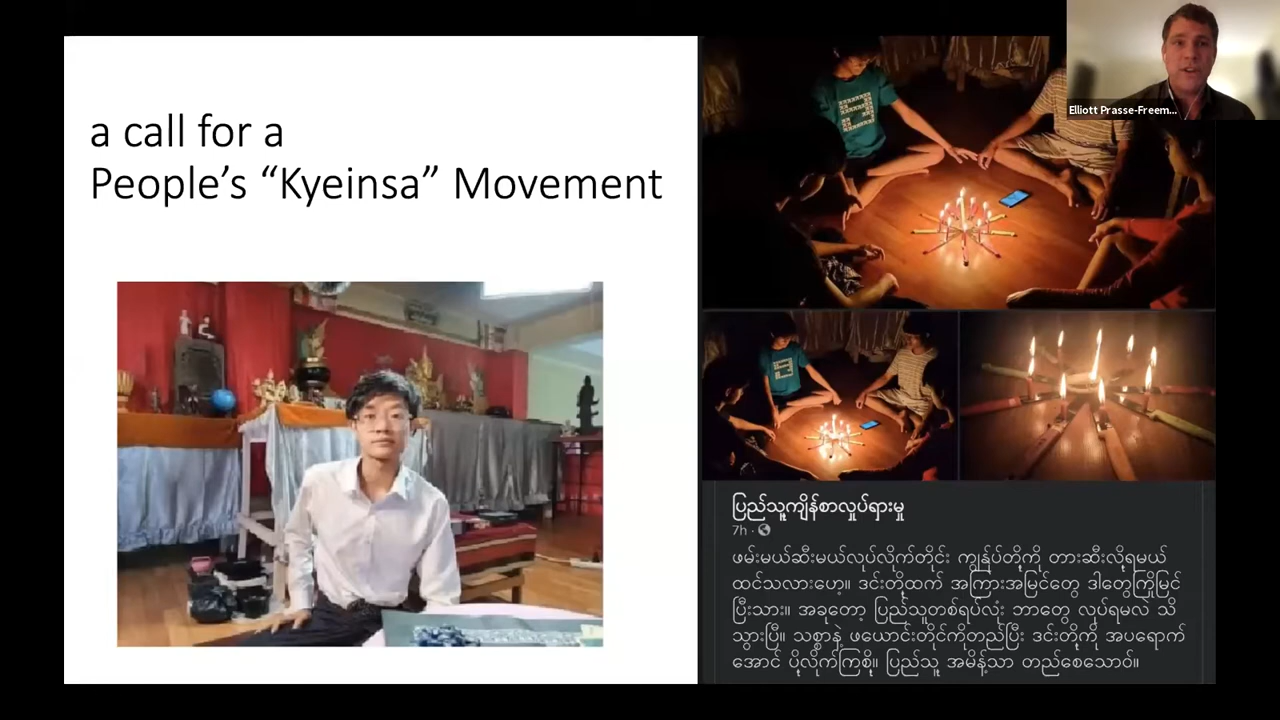 a call for a
People’s “Kyeinsa” Movement
Elliott Prasse-Freem...
ပြည်သူ့ကျိန်စာလှုပ်ရှားမှု
7h ·
ဖမ်းမယ်ဆီးမယ်လုပ်လိုက်တိုင်း ကျွန်ုပ်တို့ကို တားဆီးလို့ရမယ်
ထင်သလားဟေ့။ ဒင်းတို့ထက် အကြားအမြင်တွေ ဒါတွေကြိုမြင်
ပြီးသား။ အခုတော့ ပြည်သူတစ်ရပ်လုံး ဘာတွေ လုပ်ရမလဲ သိ
သွားပြီ။ သစ္စာနဲ့ ဖယောင်းတိုင်ကိုတည်ပြီး ဒင်းတို့ကို အပရောက်
အောင် ပို့လိုက်ကြစို့။ ပြည်သူ့ အမိန့်သာ တည်စေသောဝ်။